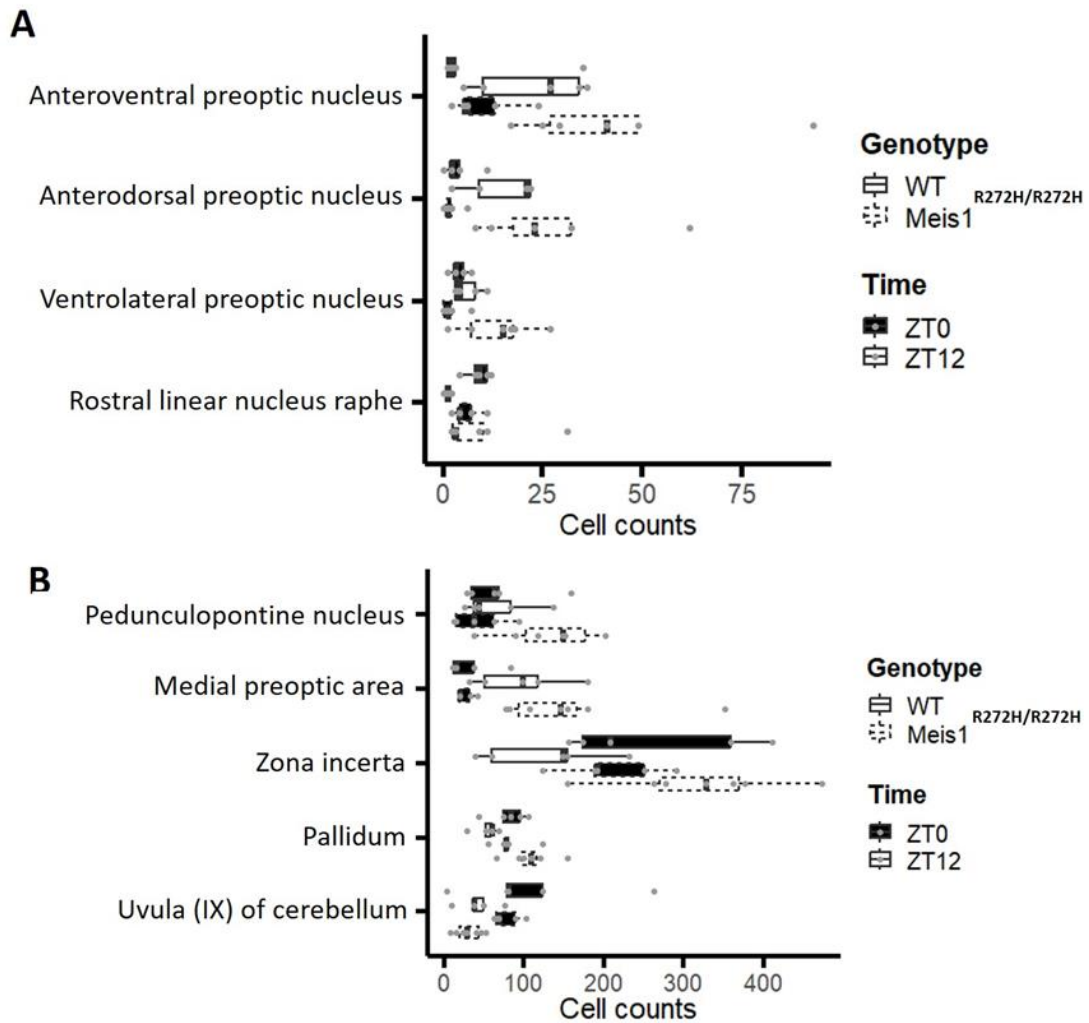 A
Anteroventral preoptic nucleus
Anterodorsal preoptic nucleus
Ventrolateral preoptic nucleus
Rostral linear nucleus raphe
0 25 50 75
Cell counts
Genotype
WT
Meis1 R272H/R272H
Time
ZT0
ZT12
B
Pedunculopontine nucleus
Medial preoptic area
Zona incerta
Pallidum
Uvula (IX) of cerebellum
0 100 200 300 400
Cell counts
Genotype
WT
Meis1 R272H/R272H
Time
ZT0
ZT12